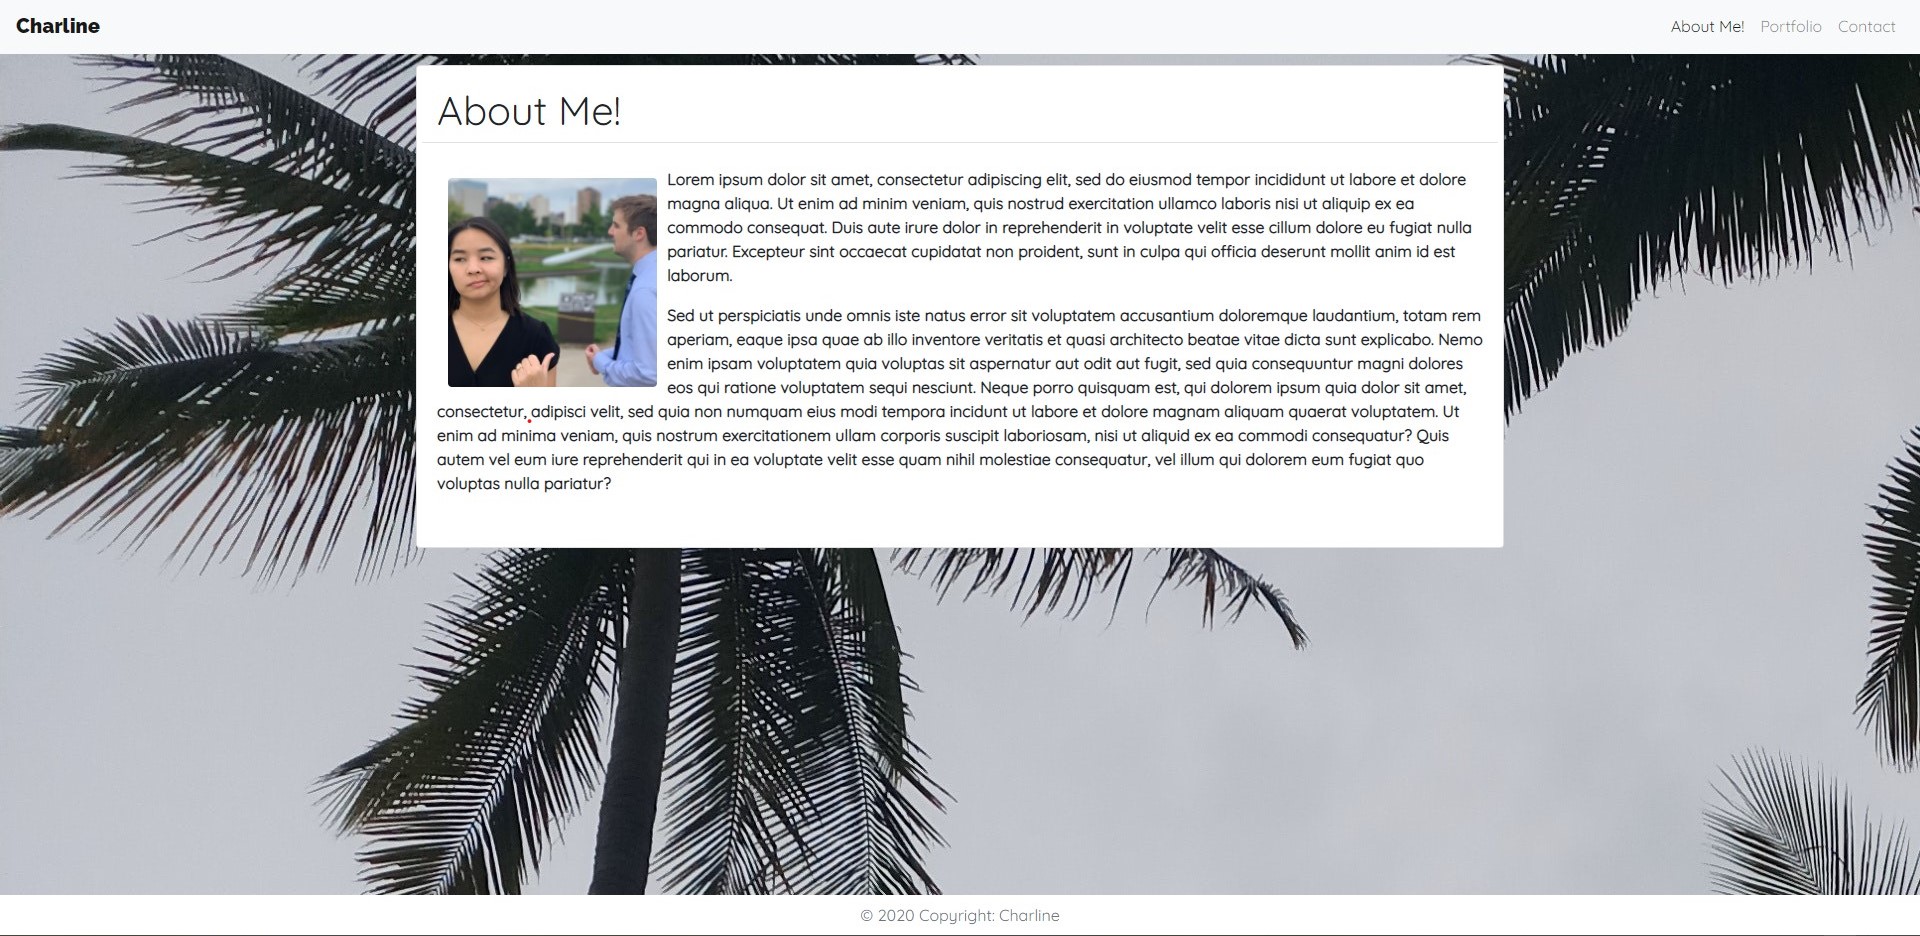 Charline
About Me! Portfolio Contact
About Me!
Lorem ipsum dolor sit amet, consectetur adipiscing elit, sed do eiusmod tempor incididunt ut labore et dolore
magna aliqua. Ut enim ad minim veniam, quis nostrud exercitation ullamco laboris nisi ut aliquip ex ea
commodo consequat. Duis aute irure dolor in reprehenderit in voluptate velit esse cillum dolore eu fugiat nulla
pariatur. Excepteur sint occaecat cupidatat non proident, sunt in culpa qui officia deserunt mollit anim id est
laborum.
Sed ut perspiciatis unde omnis iste natus error sit voluptatem accusantium doloremque laudantium, totam rem
aperiam, eaque ipsa quae ab illo inventore veritatis et quasi architecto beatae vitae dicta sunt explicabo. Nemo
enim ipsam voluptatem quia voluptas sit aspernatur aut odit aut fugit, sed quia consequuntur magni dolores
eos qui ratione voluptatem sequi nesciunt. Neque porro quisquam est, qui dolorem ipsum quia dolor sit amet,
consectetur, adipisci velit, sed quia non numquam eius modi tempora incidunt ut labore et dolore magnam aliquam quaerat voluptatem. Ut
enim ad minima veniam, quis nostrum exercitationem ullam corporis suscipit laboriosam, nisi ut aliquid ex ea commodi consequatur? Quis
autem vel eum iure reprehenderit qui in ea voluptate velit esse quam nihil molestiae consequatur, vel illum qui dolorem eum fugiat quo
voluptas nulla pariatur?
© 2020 Copyright: Charline